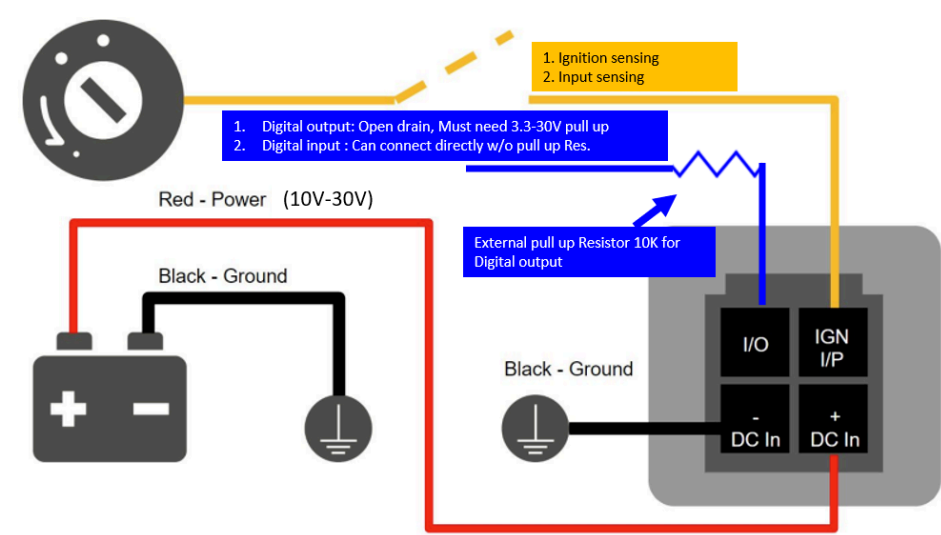 1. Ignition sensing
2. Input sensing
1. Digital output: Open drain, Must need 3.3-30V pull up
2. Digital input : Can connect directly w/o pull up Res.
Red - Power (10V-30V)
External pull up Resistor 10K for
Digital output
Black - Ground
I/O
IGN
I/P
Black - Ground
-
DC In
+
DC In